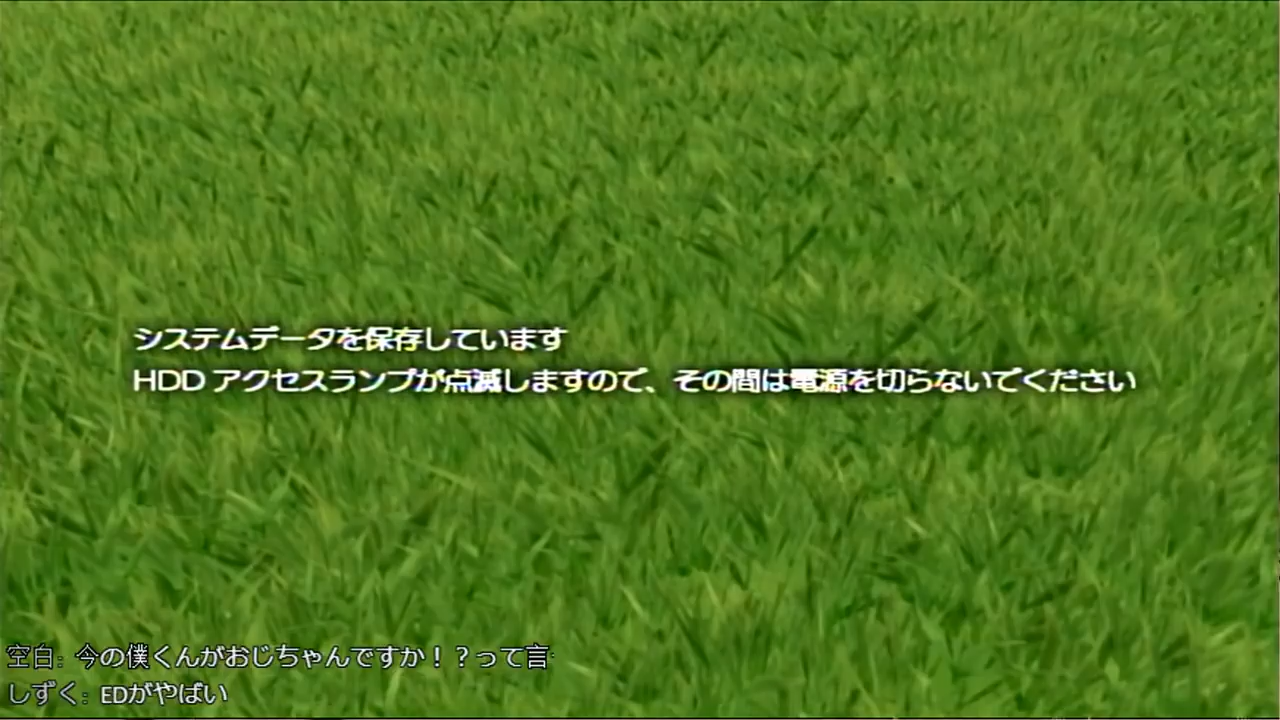 システムデータを保存しています
HDD アクセスランプが点滅しますので、その間は電源を切らないでください
空白: 今の僕くんがおじちゃんですか！？って言
しずく: EDがやばい